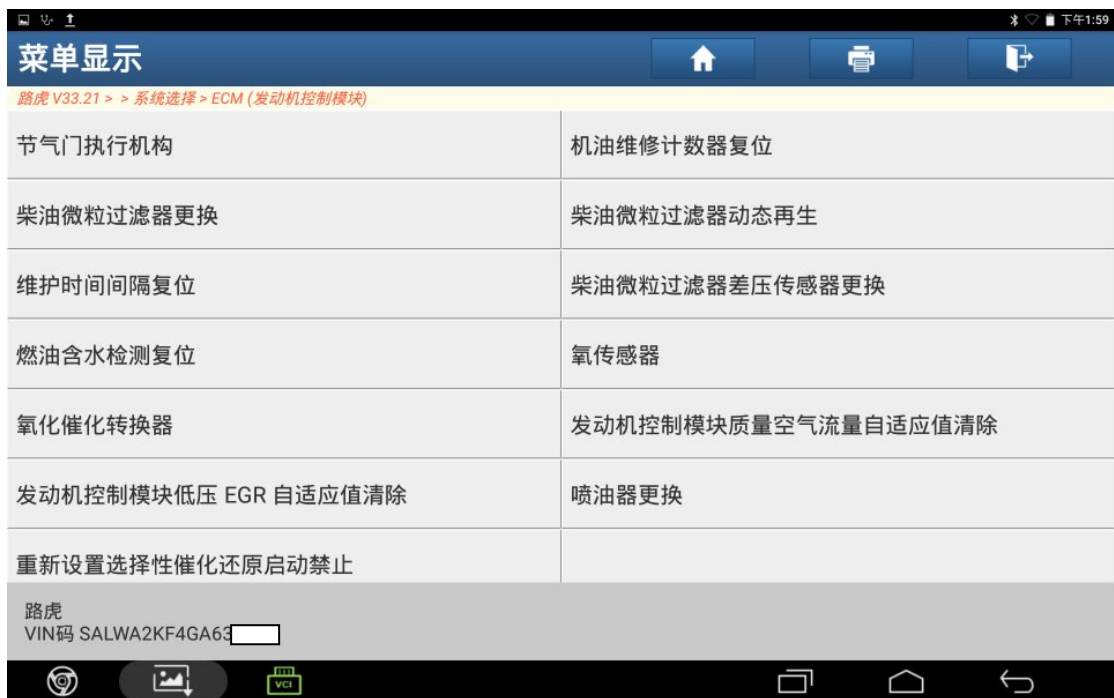 下午1:59
菜单显示
路虎 V33.21 > > 系统选择 > ECM (发动机控制模块)
节气门执行机构
机油维修计数器复位
柴油微粒过滤器更换
柴油微粒过滤器动态再生
维护时间间隔复位
柴油微粒过滤器差压传感器更换
燃油含水检测复位
氧传感器
氧化催化转换器
发动机控制模块质量空气流量自适应值清除
发动机控制模块低压 EGR 自适应值清除
喷油器更换
重新设置选择性催化还原启动禁止
路虎
VIN码 SALWA2KF4GA63
VCI